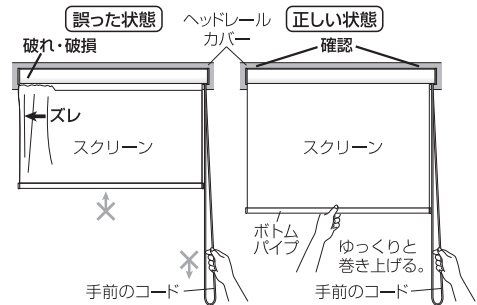 誤った状態
ヘッドレール
カバー
正しい状態
破れ・破損
確認
ズレ
スクリーン
スクリーン
ボトム
パイプ
ゆっくりと
巻き上げる。
手前のコード
手前のコード